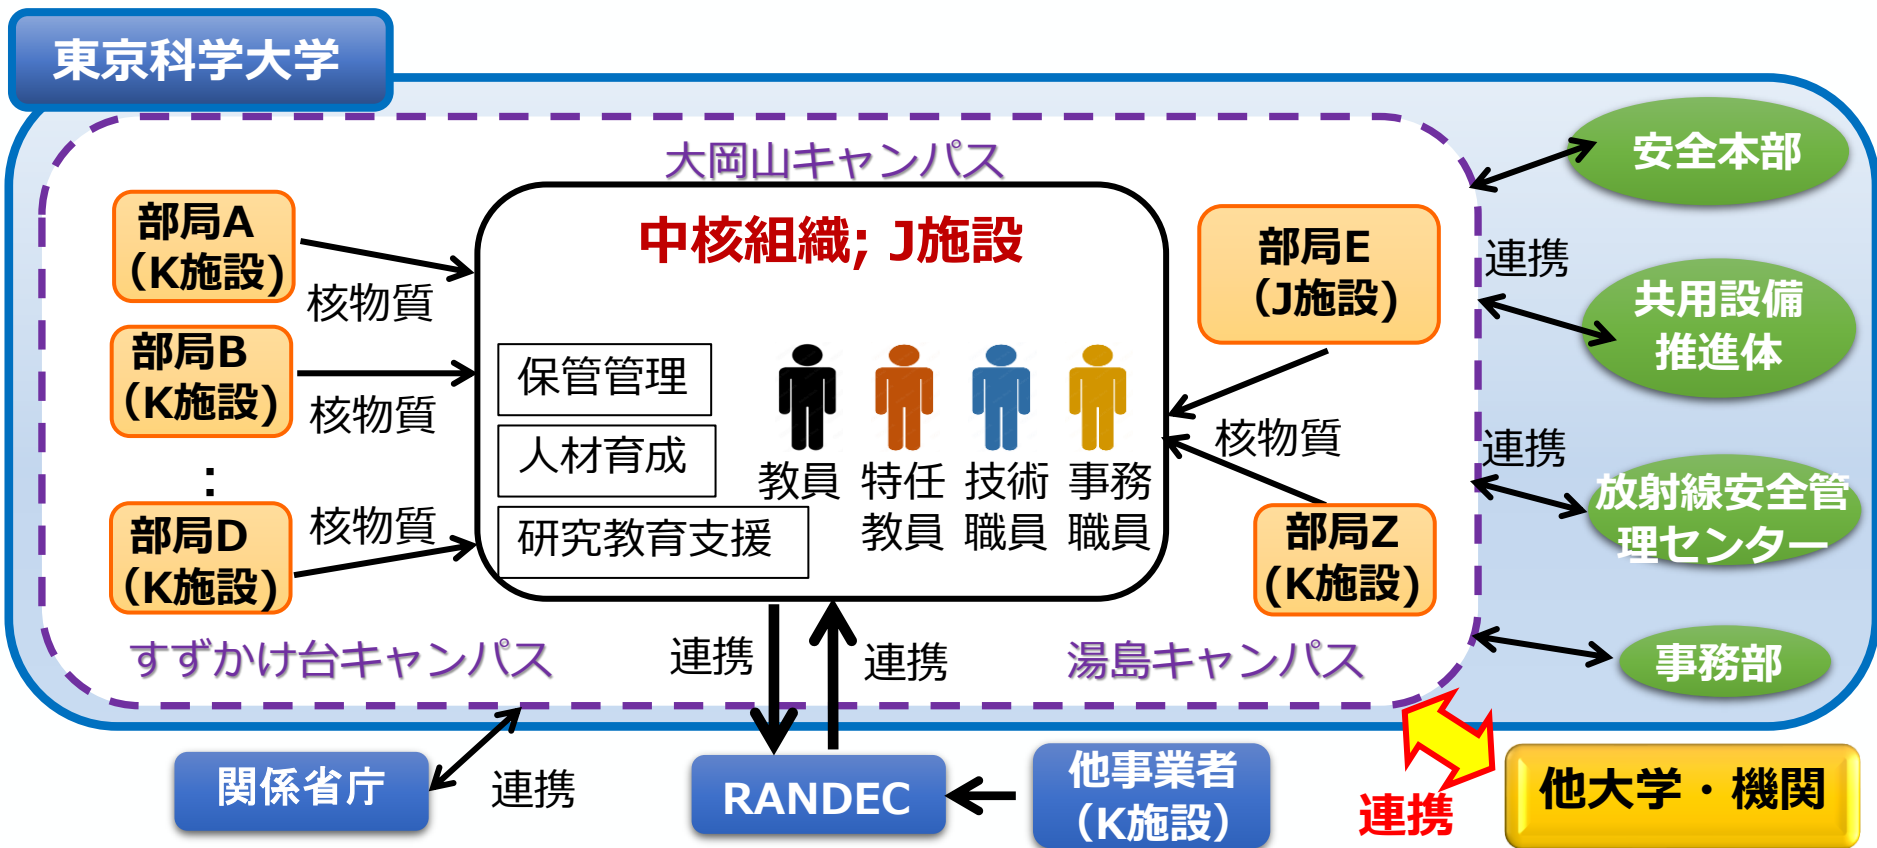 東京科学大学
大岡山キャンパス
部局A
（K施設）
核物質
部局B
（K施設）
核物質
：
部局D
（K施設）
核物質
中核組織; J施設
保管管理
人材育成
研究教育支援
教員
特任
教員
技術
職員
事務
職員
部局E
（J施設）
核物質
部局Z
(K施設)
すずかけ台キャンパス
湯島キャンパス
連携
連携
安全本部
連携
共用設備
推進体
連携
放射線安全管
理センター
事務部
関係省庁
連携
RANDEC
他事業者
（K施設）
連携
他大学・機関